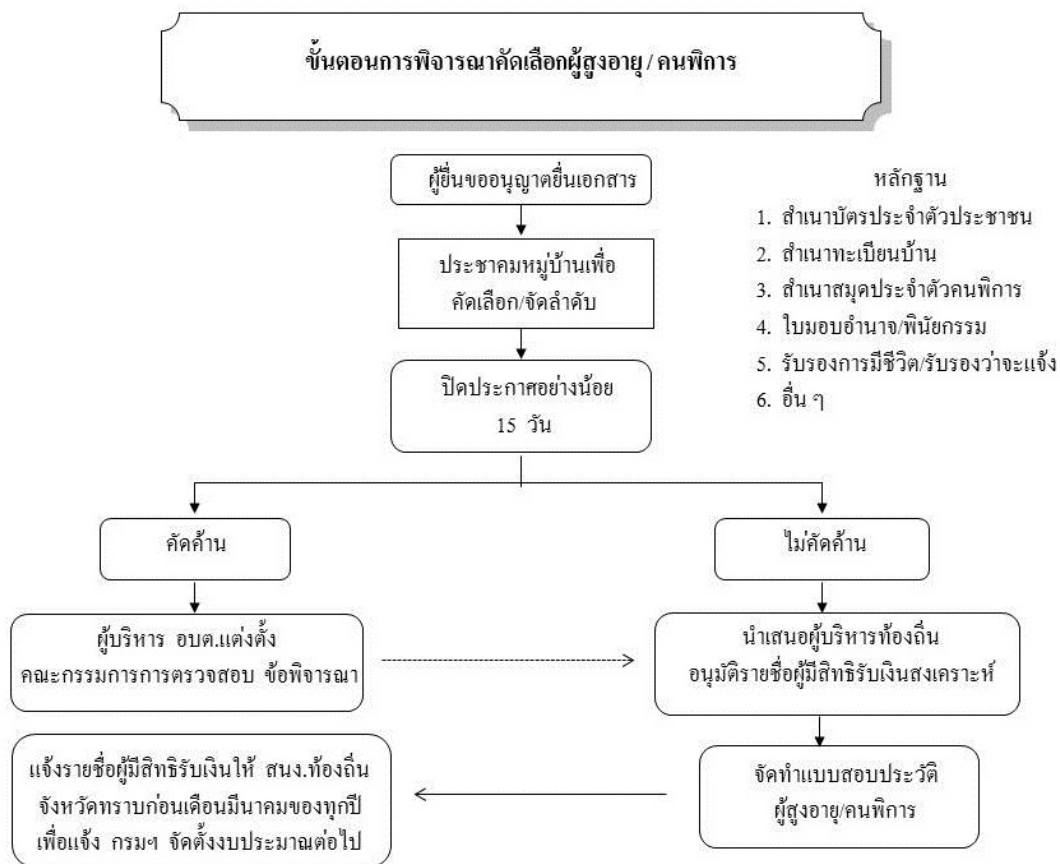 ขั้นตอนการพิจารณาคัดเลือกผู้สูงอายุ / คนพิการ
ผู้ยื่นขออนุญาตยื่นเอกสาร
ประชาคมหมู่บ้านเพื่อ
คัดเลือก/จัดลำดับ
ปิดประกาศอย่างน้อย
15 วัน
หลักฐาน
1. สำเนาบัตรประจำตัวประชาชน
2. สำเนาทะเบียนบ้าน
3. สำเนาสมุดประจำตัวคนพิการ
4. ใบมอบอำนาจ/พินัยกรรม
5. รับรองการมีชีวิต/รับรองว่าจะแจ้ง
6. อื่น ๆ
คัดค้าน
ไม่คัดค้าน
ผู้บริหาร อบต.แต่งตั้ง
คณะกรรมการการตรวจสอบ ข้อพิจารณา
นำเสนอผู้บริหารท้องถิ่น
อนุมัติรายชื่อผู้มีสิทธิรับเงินสงเคราะห์
จัดทำแบบสอบประวัติ
ผู้สูงอายุ/คนพิการ
แจ้งรายชื่อผู้มีสิทธิรับเงินให้ สนง.ท้องถิ่น
จังหวัดทราบก่อนเดือนมีนาคมของทุกปี
เพื่อแจ้ง กรมฯ จัดตั้งงบประมาณต่อไป